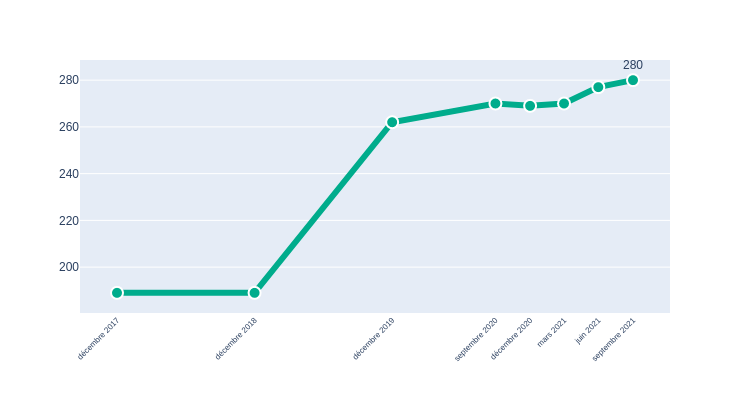 280
280
260
240
220
200
décembre 2017
décembre 2018
décembre 2019
septembre 2020
décembre 2020
mars 2021
juin 2021
septembre 2021